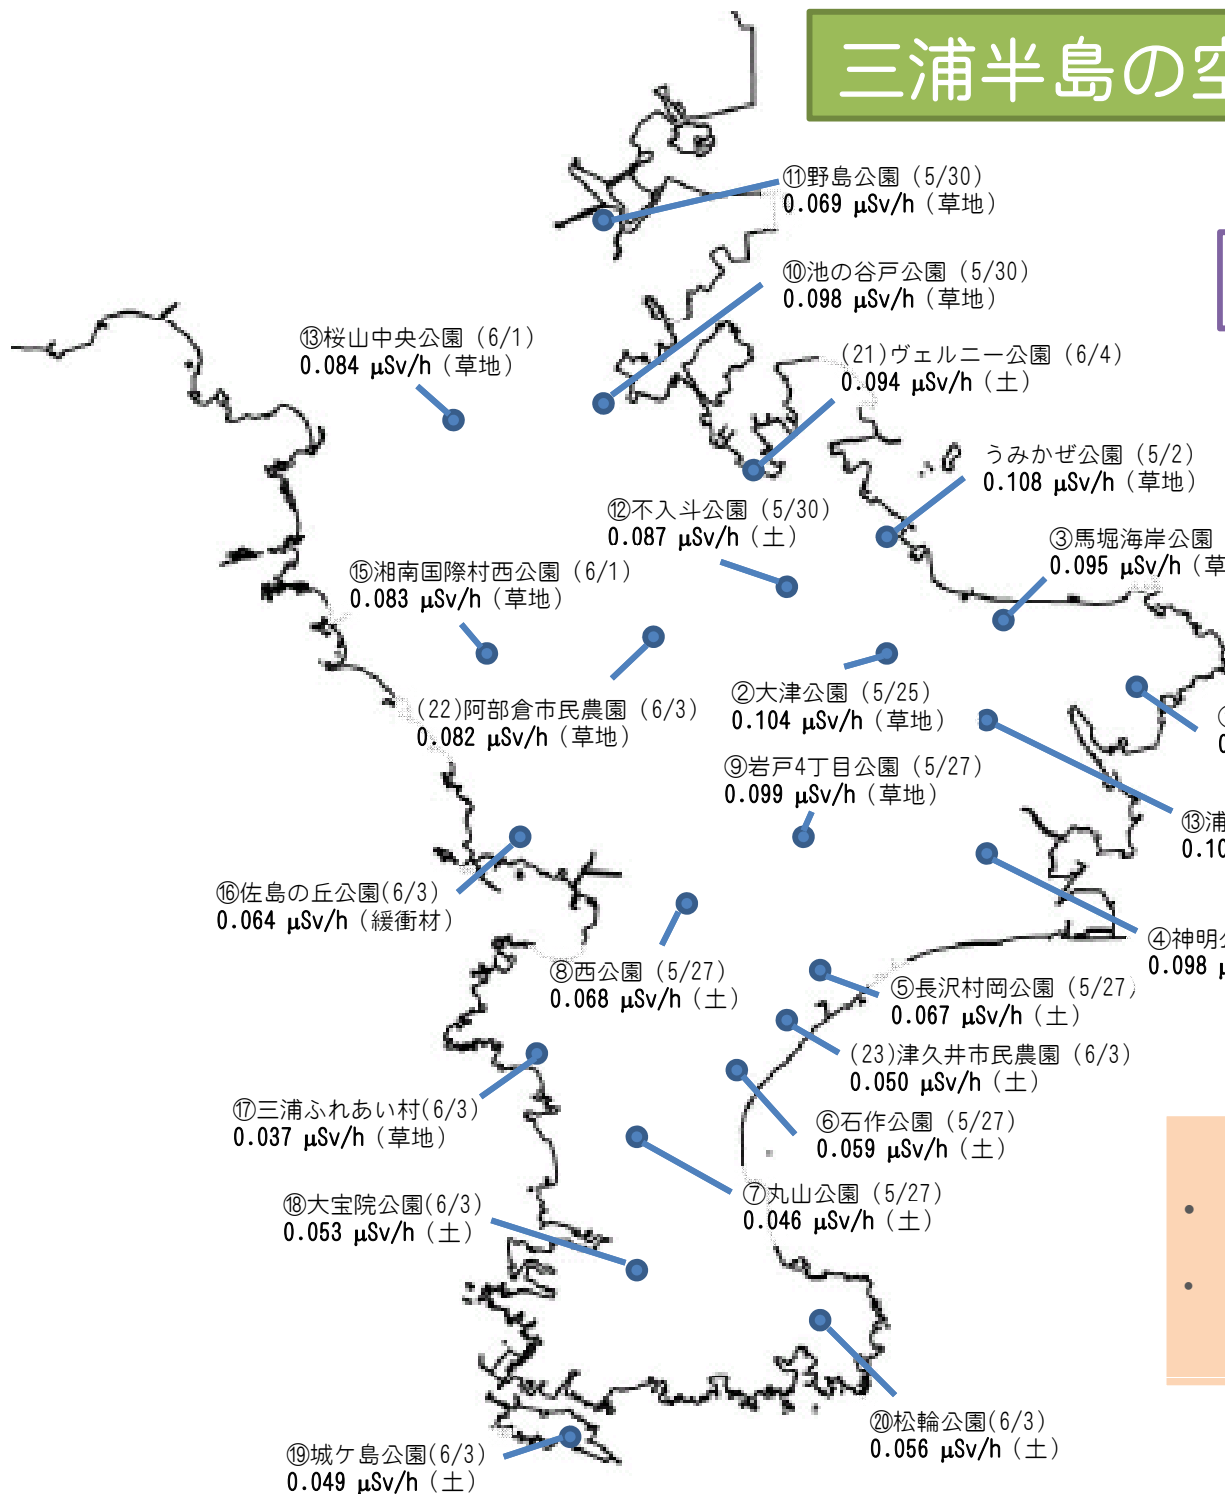 三浦半島の空
⑪野島公園（5/30）
0.069 μSv/h（草地）
⑩池の谷戸公園（5/30）
0.098 μSv/h（草地）
⑬桜山中央公園（6/1）
0.084 μSv/h（草地）
(21)ヴェルニー公園（6/4）
0.094 μSv/h（土）
うみかぜ公園（5/2）
0.108 μSv/h（草地）
⑫不入斗公園（5/30）
0.087 μSv/h（土）
③馬堀海岸公園
0.095 μSv/h（草
⑮湘南国際村西公園（6/1）
0.083 μSv/h（草地）
(22)阿部倉市民農園（6/3）
0.082 μSv/h（草地）
②大津公園（5/25）
0.104 μSv/h（草地）
⑨岩戸4丁目公園（5/27）
0.099 μSv/h（草地）
⑬浦
0.10
⑯佐島の丘公園(6/3)
0.064 μSv/h（緩衝材）
④神明公
0.098 μ
⑧西公園（5/27）
0.068 μSv/h（土）
⑤長沢村岡公園（5/27）
0.067 μSv/h（土）
(23)津久井市民農園（6/3）
0.050 μSv/h（土）
⑰三浦ふれあい村(6/3)
0.037 μSv/h（草地）
⑥石作公園（5/27）
0.059 μSv/h（土）
⑦丸山公園（5/27）
0.046 μSv/h（土）
⑱大宝院公園(6/3)
0.053 μSv/h（土）
⑳松輪公園(6/3)
0.056 μSv/h（土）
⑲城ケ島公園(6/3)
0.049 μSv/h（土）